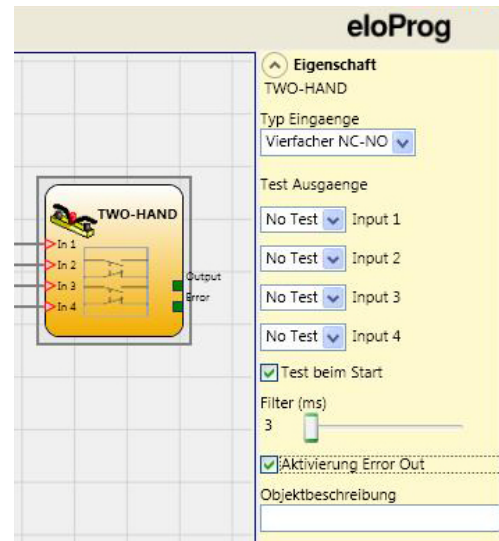 eloProg
Eigenschaft
TWO-HAND
Typ Eingaenge
Vierfacher NC-NO
Test Ausgaenge
No Test Input 1
No Test Input 2
No Test Input 3
No Test Input 4
Test beim Start
Filter (ms)
3
Aktivierung Error Out
Objektbeschreibung
TWO-HAND
In 1
In 2
In 3
In 4
Output
Error